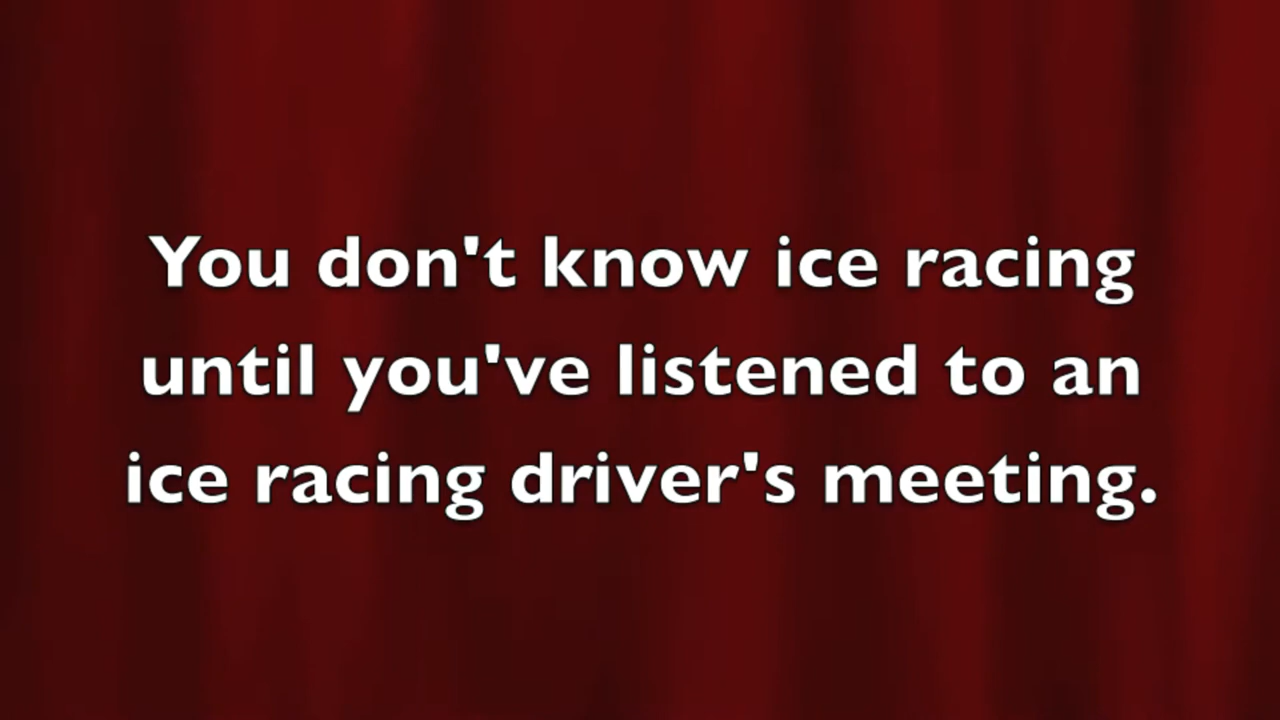 You don't know ice racing
until you've listened to an
ice racing driver's meeting.